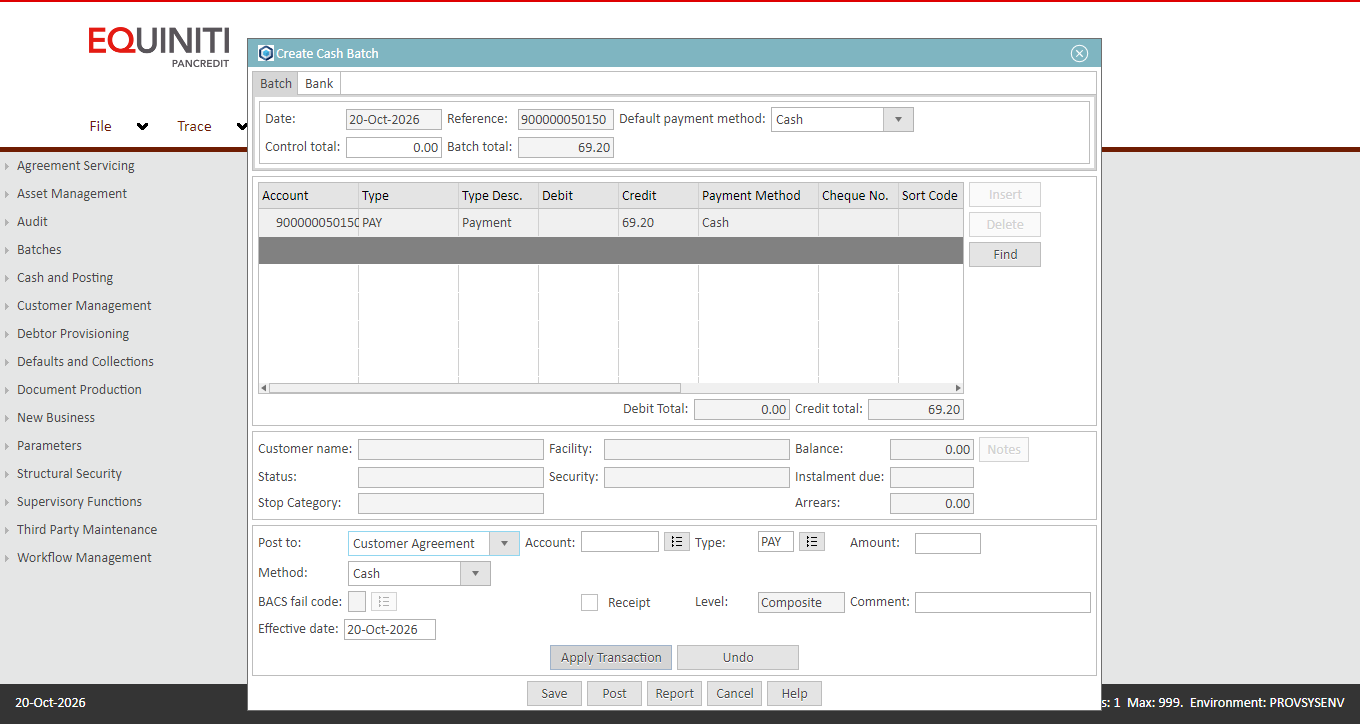 EQUINITI
PANCREDIT
File Trace
Create Cash Batch
Batch Bank
Date: 20-Oct-2026 Reference: 900000050150 Default payment method: Cash
Control total: 0.00 Batch total: 69.20
Account Type Type Desc. Debit Credit Payment Method Cheque No. Sort Code
900000050150 PAY Payment 69.20 Cash
Insert
Delete
Find
Debit Total: 0.00 Credit total: 69.20
Customer name: Facility: Balance: 0.00 Notes
Status: Security: Instalment due:
Stop Category: Arrears: 0.00
Post to: Customer Agreement Account: Type: PAY Amount:
Method: Cash
BACS fail code: Receipt Level: Composite Comment:
Effective date: 20-Oct-2026
Apply Transaction Undo
Save Post Report Cancel Help
Agreement Servicing
Asset Management
Audit
Batches
Cash and Posting
Customer Management
Debtor Provisioning
Defaults and Collections
Document Production
New Business
Parameters
Structural Security
Supervisory Functions
Third Party Maintenance
Workflow Management
20-Oct-2026 s: 1 Max: 999. Environment: PROVSYSENV